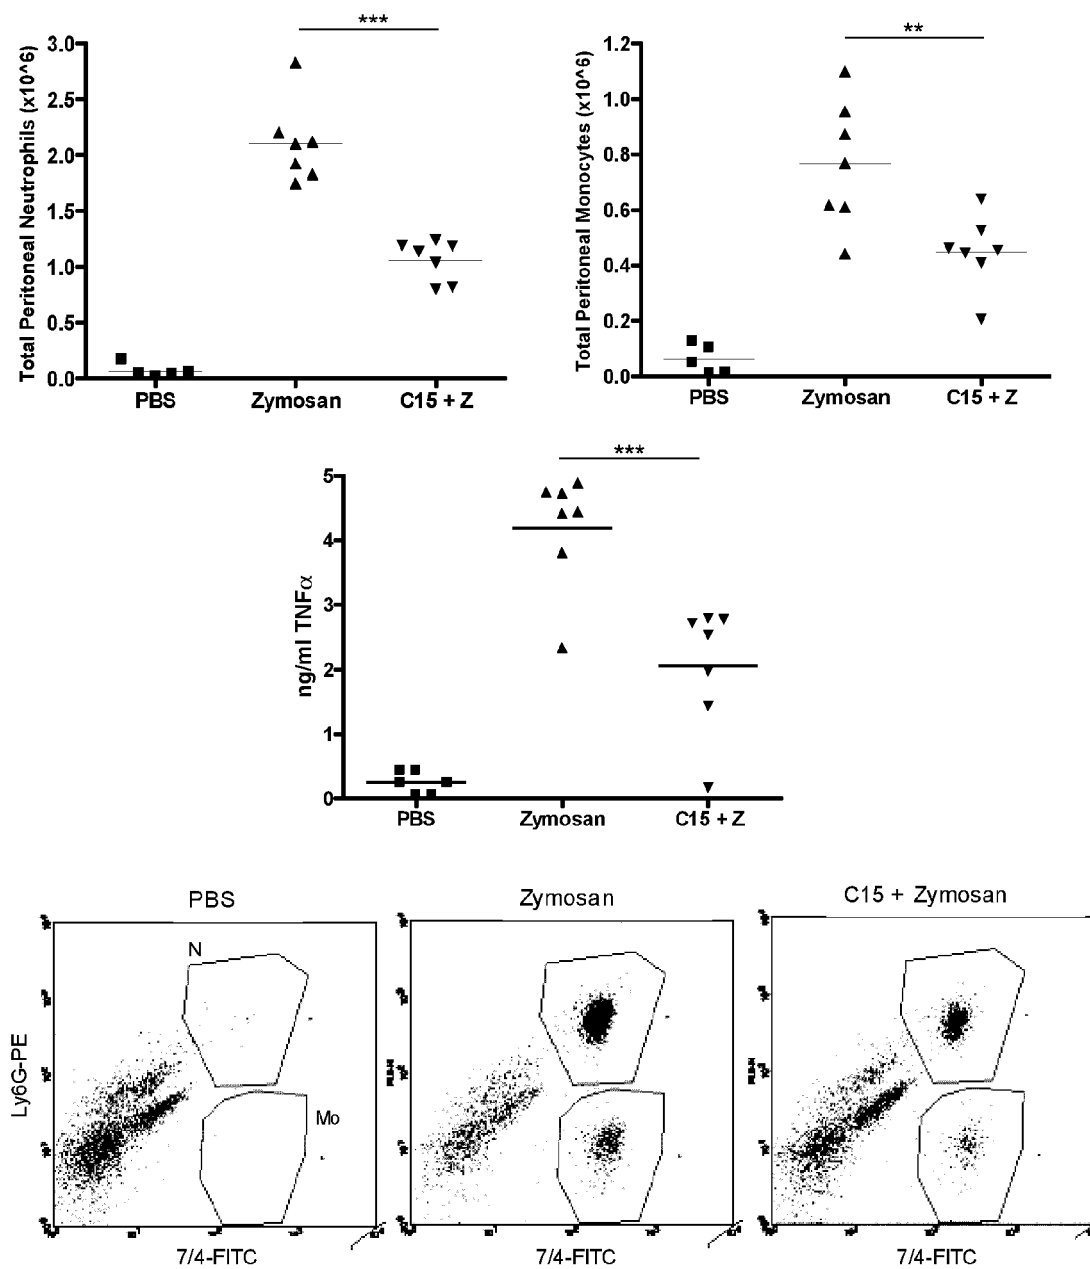 ***
Total Peritoneal Neutrophils (x10^6)
3.0
2.5
2.0
1.5
1.0
0.5
0.0
PBS Zymosan C15 + Z
**
Total Peritoneal Monocytes (x10^6)
1.2
1.0
0.8
0.6
0.4
0.2
0.0
PBS Zymosan C15 + Z
***
ng/ml TNFα
5
4
3
2
1
0
PBS Zymosan C15 + Z
PBS Zymosan C15 + Zymosan
N
Ly6G-PE
Mo
7/4-FITC 7/4-FITC 7/4-FITC